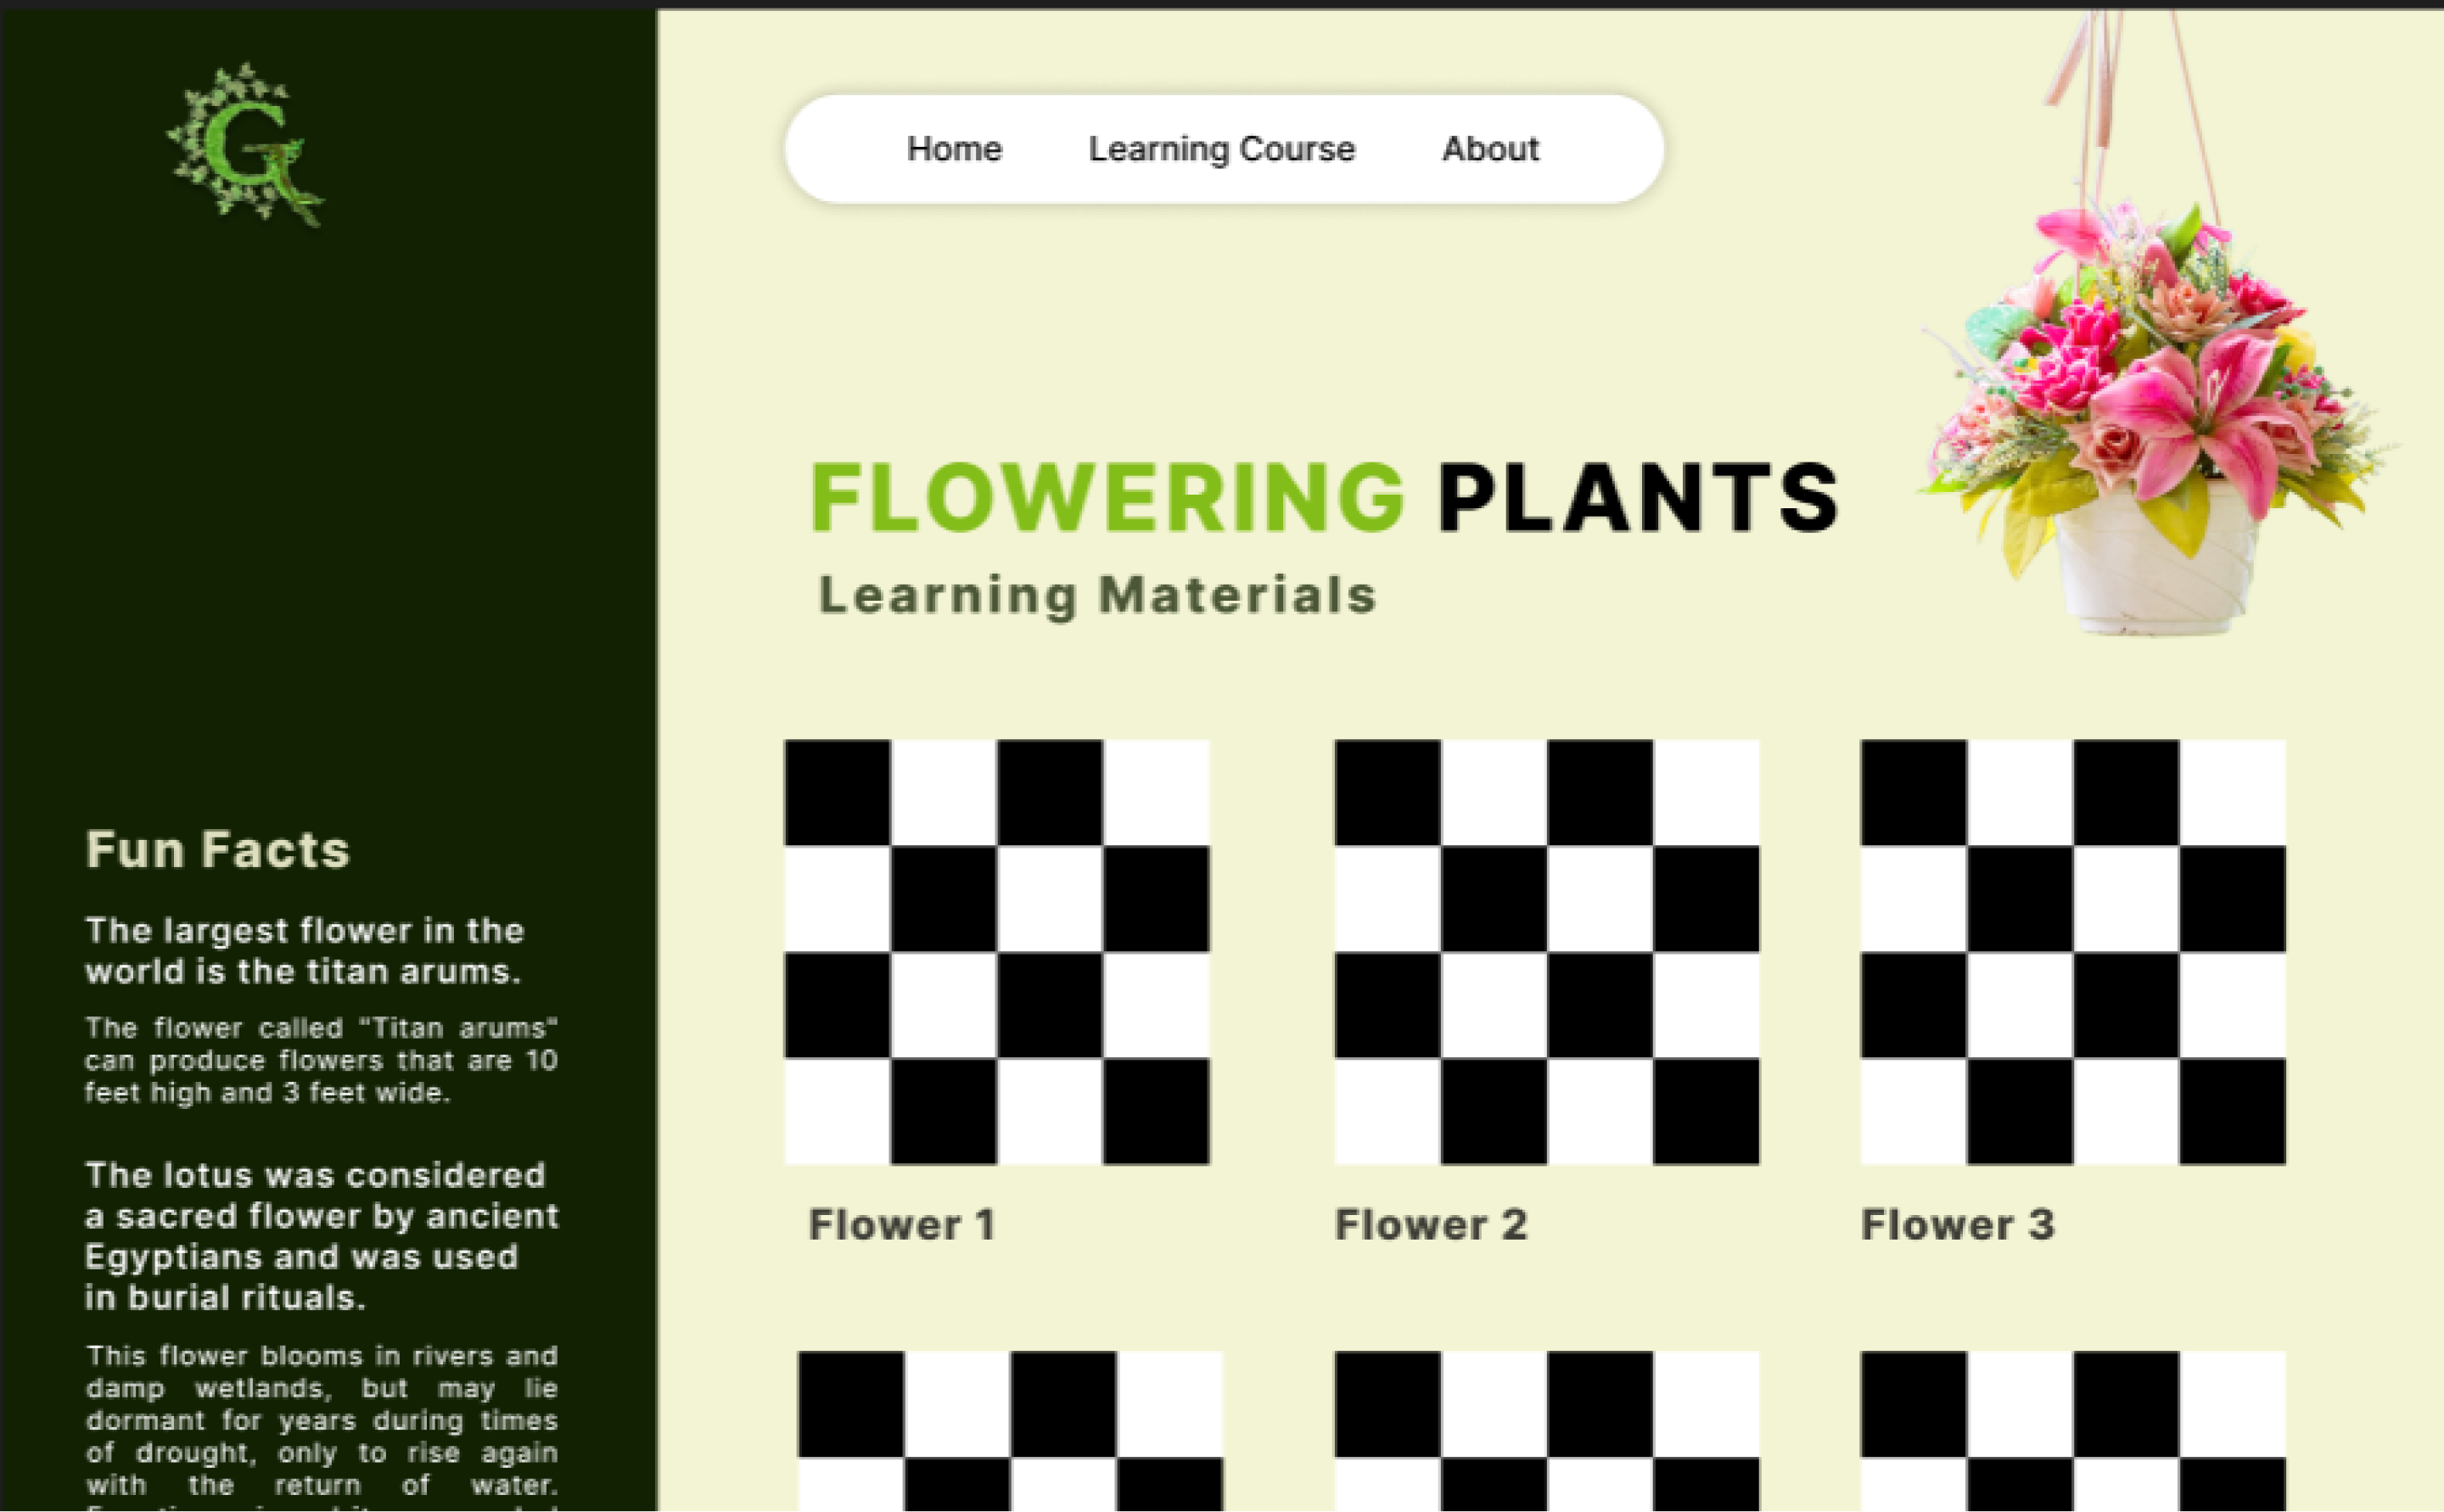 G
Home Learning Course About
FLOWERING PLANTS
Learning Materials
Fun Facts
The largest flower in the
world is the titan arums.
The flower called "Titan arums"
can produce flowers that are 10
feet high and 3 feet wide.
The lotus was considered
a sacred flower by ancient
Egyptians and was used
in burial rituals.
This flower blooms in rivers and
damp wetlands, but may lie
dormant for years during times
of drought, only to rise again
with the return of water.
Flower 1
Flower 2
Flower 3